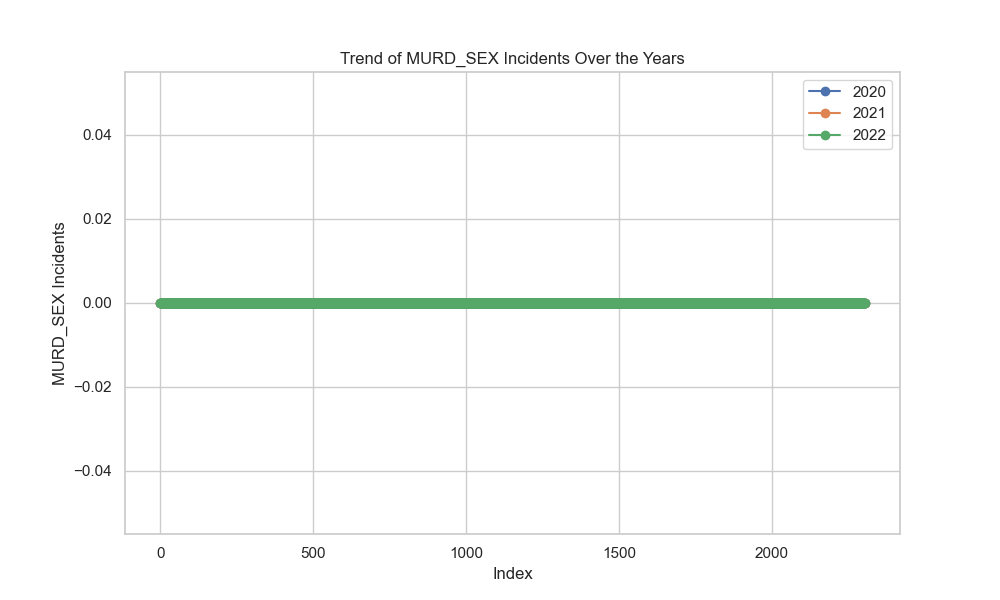 Trend of MURD_SEX Incidents Over the Years
2020
2021
2022
0.04
0.02
0.00
−0.02
−0.04
MURD_SEX Incidents
0 500 1000 1500 2000
Index